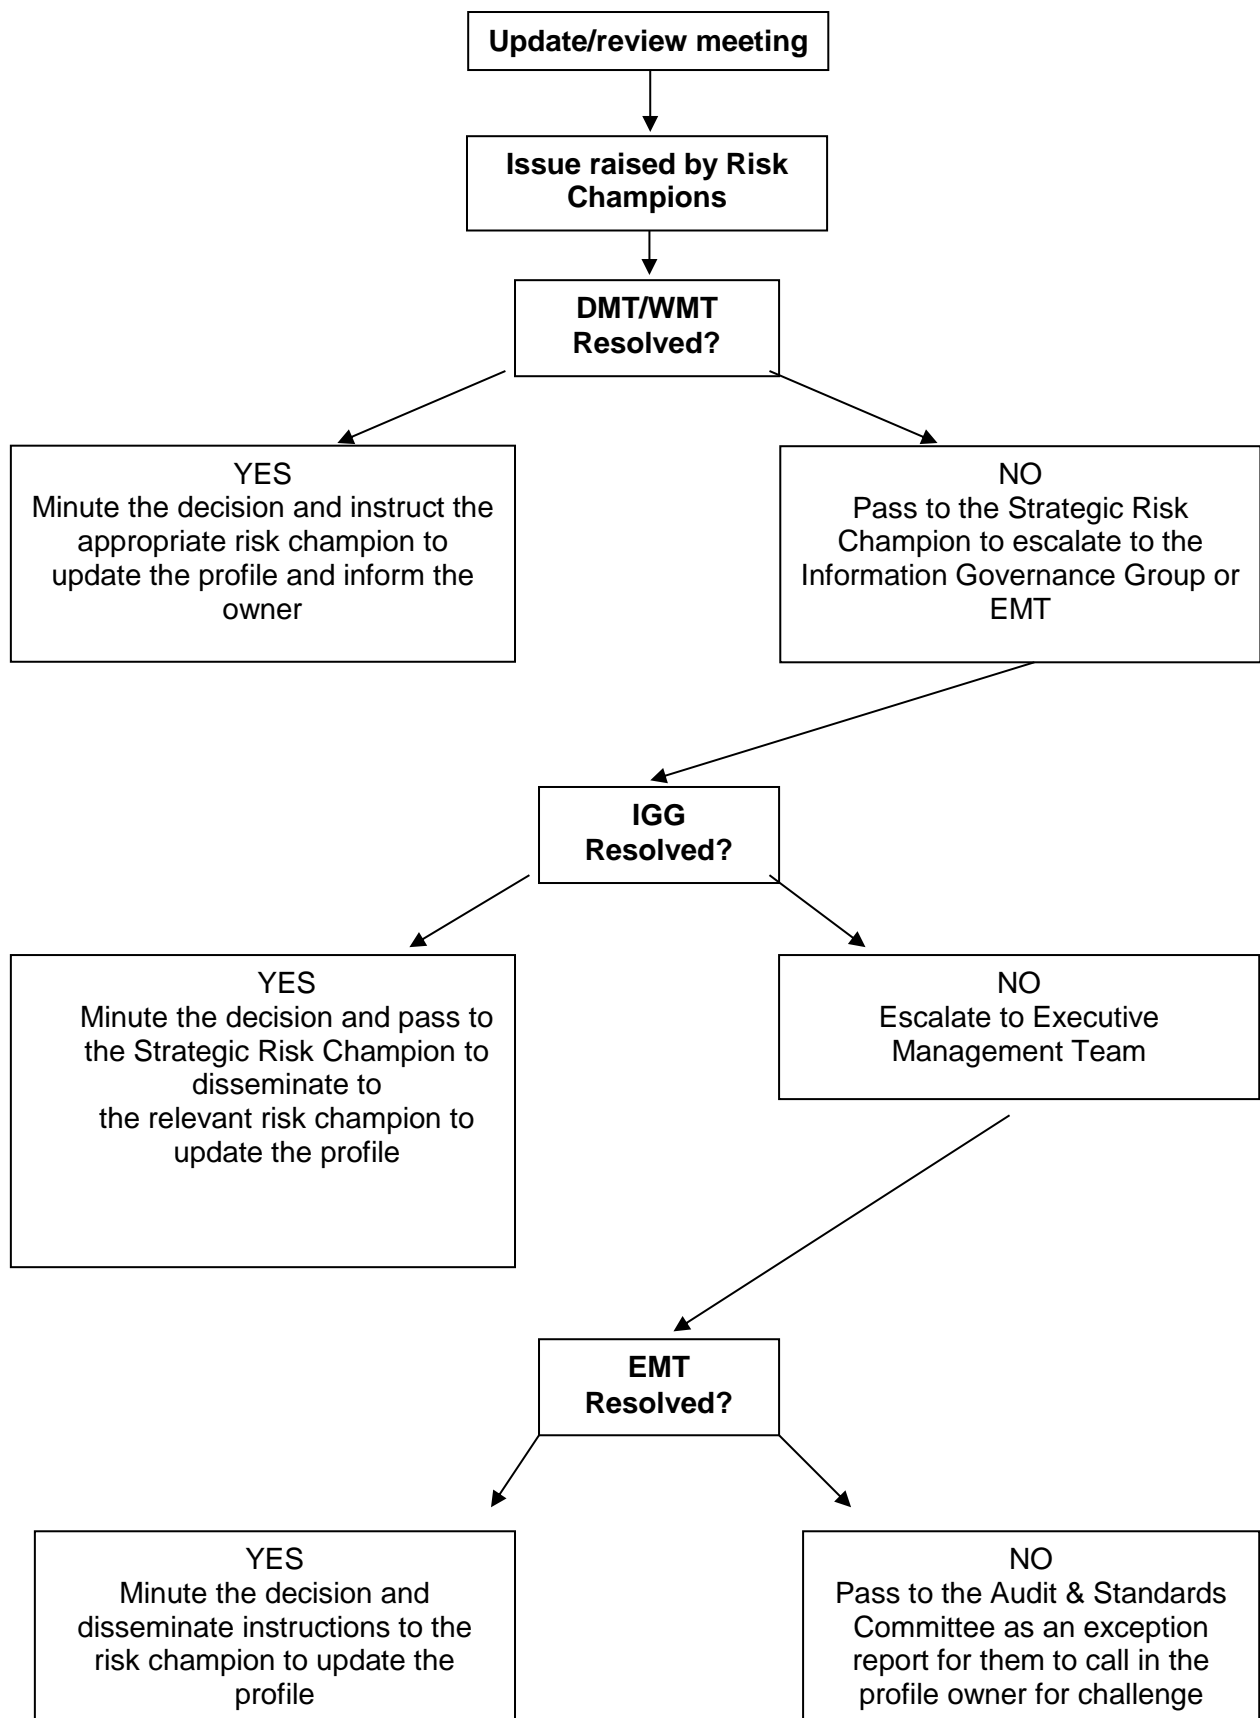 Update/review meeting
Issue raised by Risk
Champions
DMT/WMT
Resolved?
YES
Minute the decision and instruct the
appropriate risk champion to
update the profile and inform the
owner
NO
Pass to the Strategic Risk
Champion to escalate to the
Information Governance Group or
EMT
IGG
Resolved?
YES
Minute the decision and pass to
the Strategic Risk Champion to
disseminate to
the relevant risk champion to
update the profile
NO
Escalate to Executive
Management Team
EMT
Resolved?
YES
Minute the decision and
disseminate instructions to the
risk champion to update the
profile
NO
Pass to the Audit & Standards
Committee as an exception
report for them to call in the
profile owner for challenge